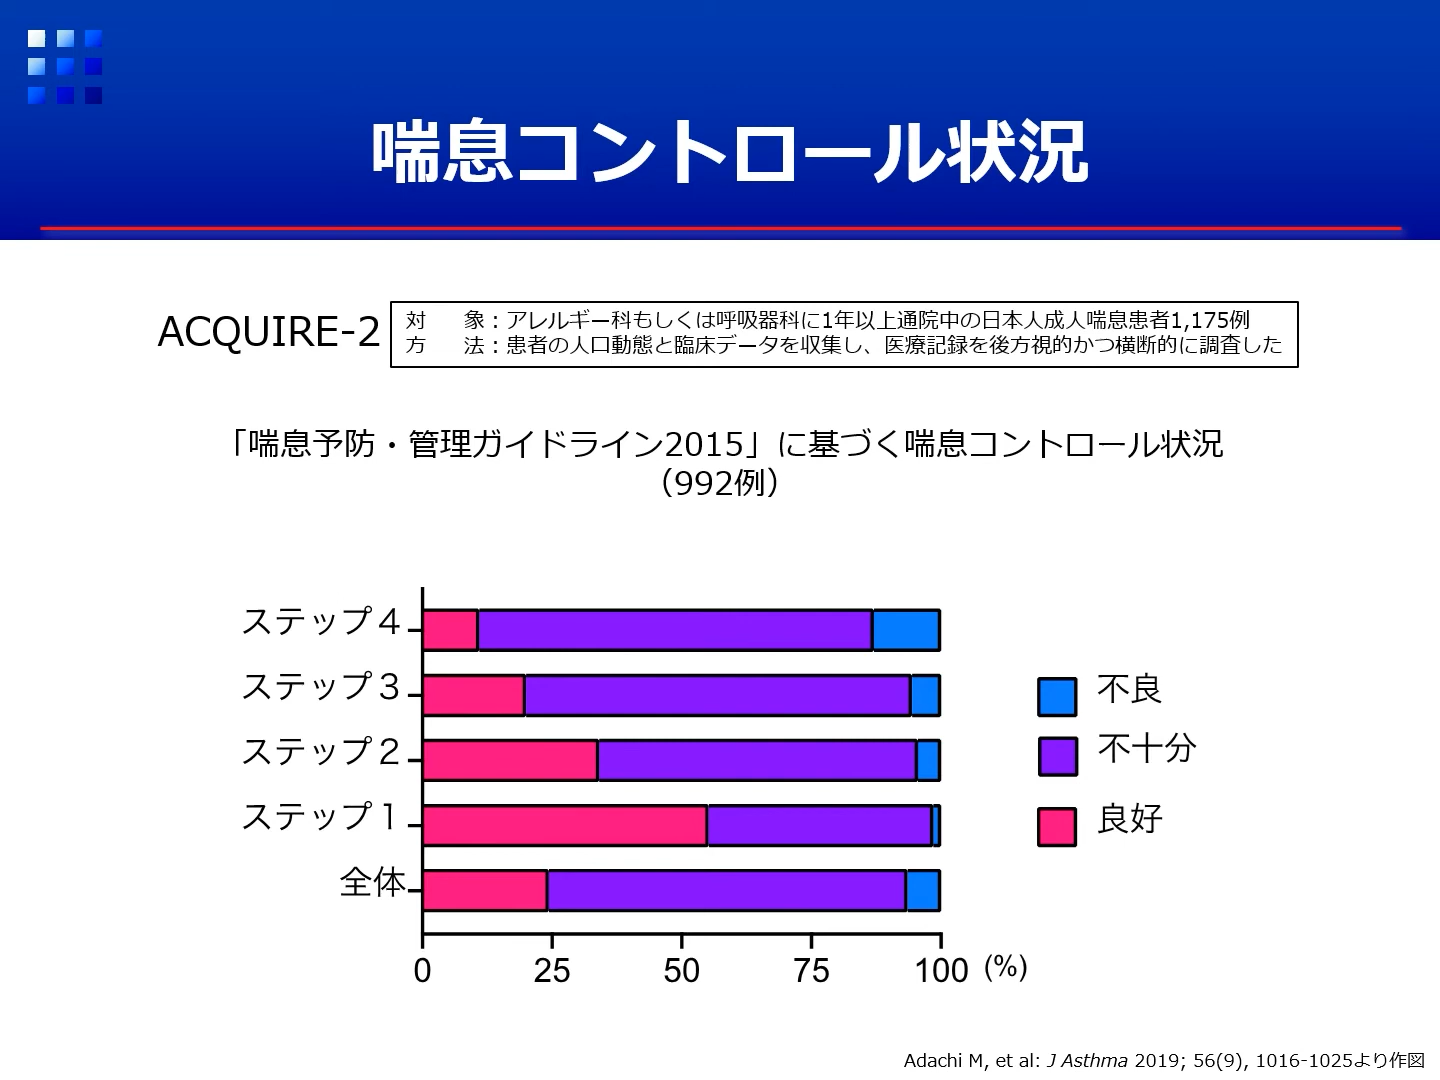 喘息コントロール状況
ACQUIRE-2
対　象：アレルギー科もしくは呼吸器科に1年以上通院中の日本人成人喘息患者1,175例
方　法：患者の人口動態と臨床データを収集し、医療記録を後方視的かつ横断的に調査した
「喘息予防・管理ガイドライン2015」に基づく喘息コントロール状況
（992例）
ステップ４
ステップ３
ステップ２
ステップ１
全体
0 25 50 75 100 (%)
不良
不十分
良好
Adachi M, et al: J Asthma 2019; 56(9), 1016-1025より作図